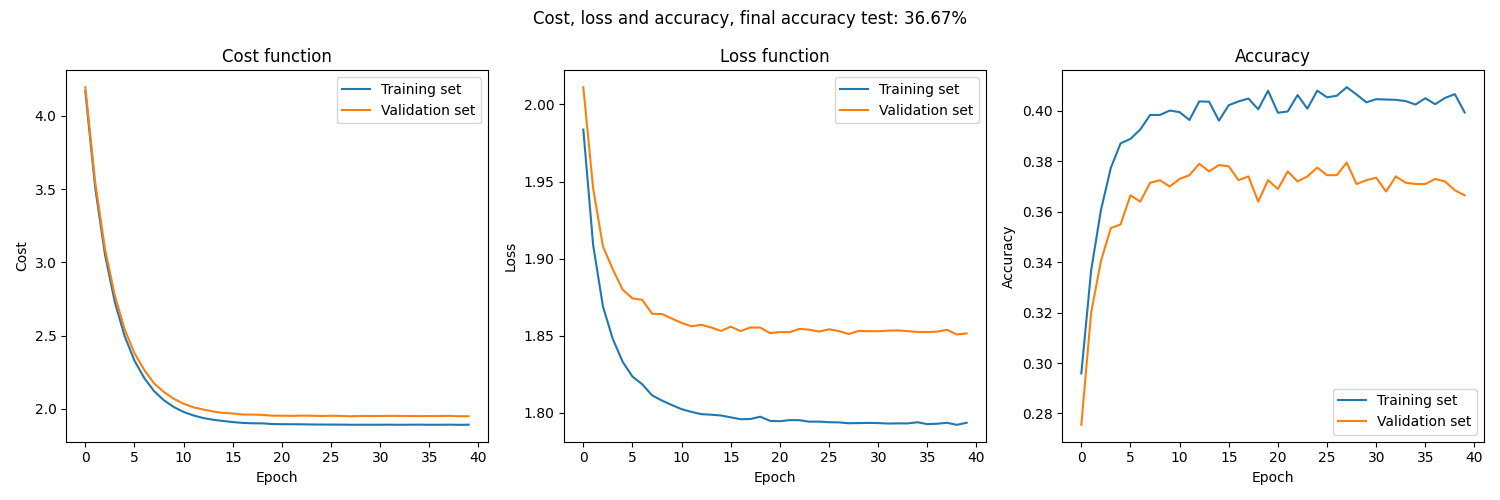 Cost, loss and accuracy, final accuracy test: 36.67%
Cost function
Training set
Validation set
4.0
3.5
3.0
2.5
2.0
Cost
0 5 10 15 20 25 30 35 40
Epoch
Loss function
Training set
Validation set
2.00
1.95
1.90
1.85
1.80
Loss
0 5 10 15 20 25 30 35 40
Epoch
Accuracy
0.40
0.38
0.36
0.34
0.32
0.30
0.28
Accuracy
Training set
Validation set
0 5 10 15 20 25 30 35 40
Epoch